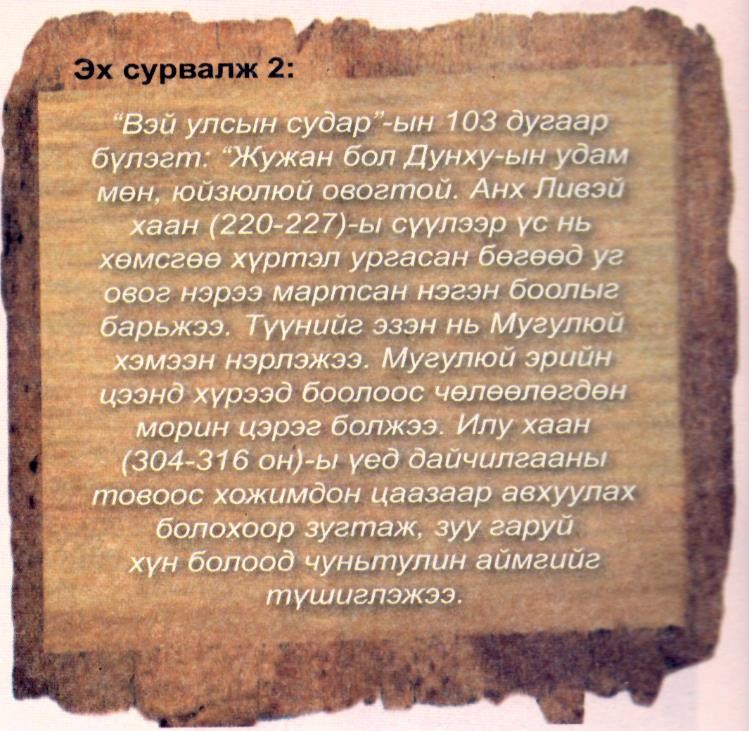 Эх сурвалж 2:
“Вэй улсын судар”-ын 103 дугаар
бүлэгт: “Жужан бол Дунху-ын удам
мөн, юйзюлюй овогтой. Анх Ливэй
хаан (220-227)-ы сүүлээр үс нь
хөмсгөө хүртэл ургасан бөгөөд уг
овог нэрээ мартсан нэгэн боолыг
барьжээ. Түүнийг эзэн нь Мугулюй
хэмээн нэрлэжээ. Мугулюй эрийн
цээнд хүрээд боолоос чөлөөлөгдөн
морин цэрэг болжээ. Илу хаан
(304-316 он)-ы үед дайчилгааны
товоос хожимдон цаазаар авхуулах
болохоор зугтаж, зуу гаруй
хүн болоод чуньтулин аймгийг
түшиглэжээ.